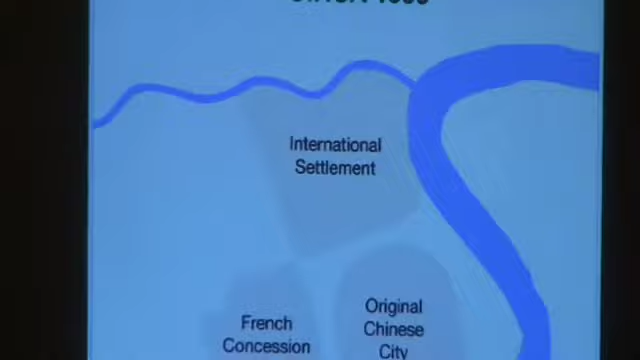 International
Settlement
French
Concession
Original
Chinese
City